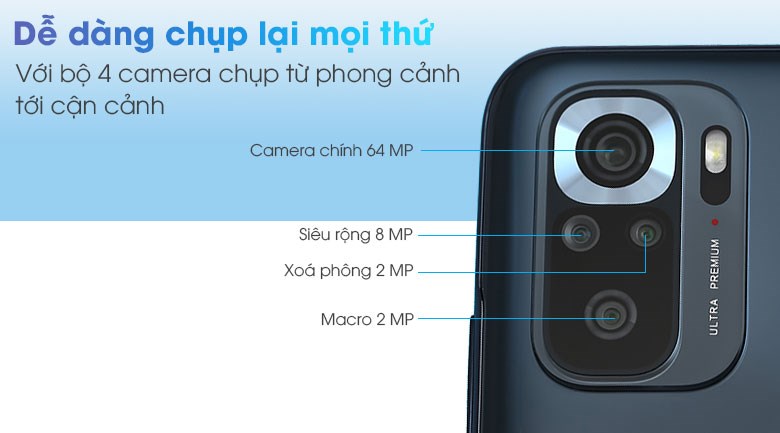 Dễ dàng chụp lại mọi thứ
Với bộ 4 camera chụp từ phong cảnh
tới cận cảnh
Camera chính 64 MP
Siêu rộng 8 MP
Xoá phông 2 MP
Macro 2 MP
ULTRA PREMIUM